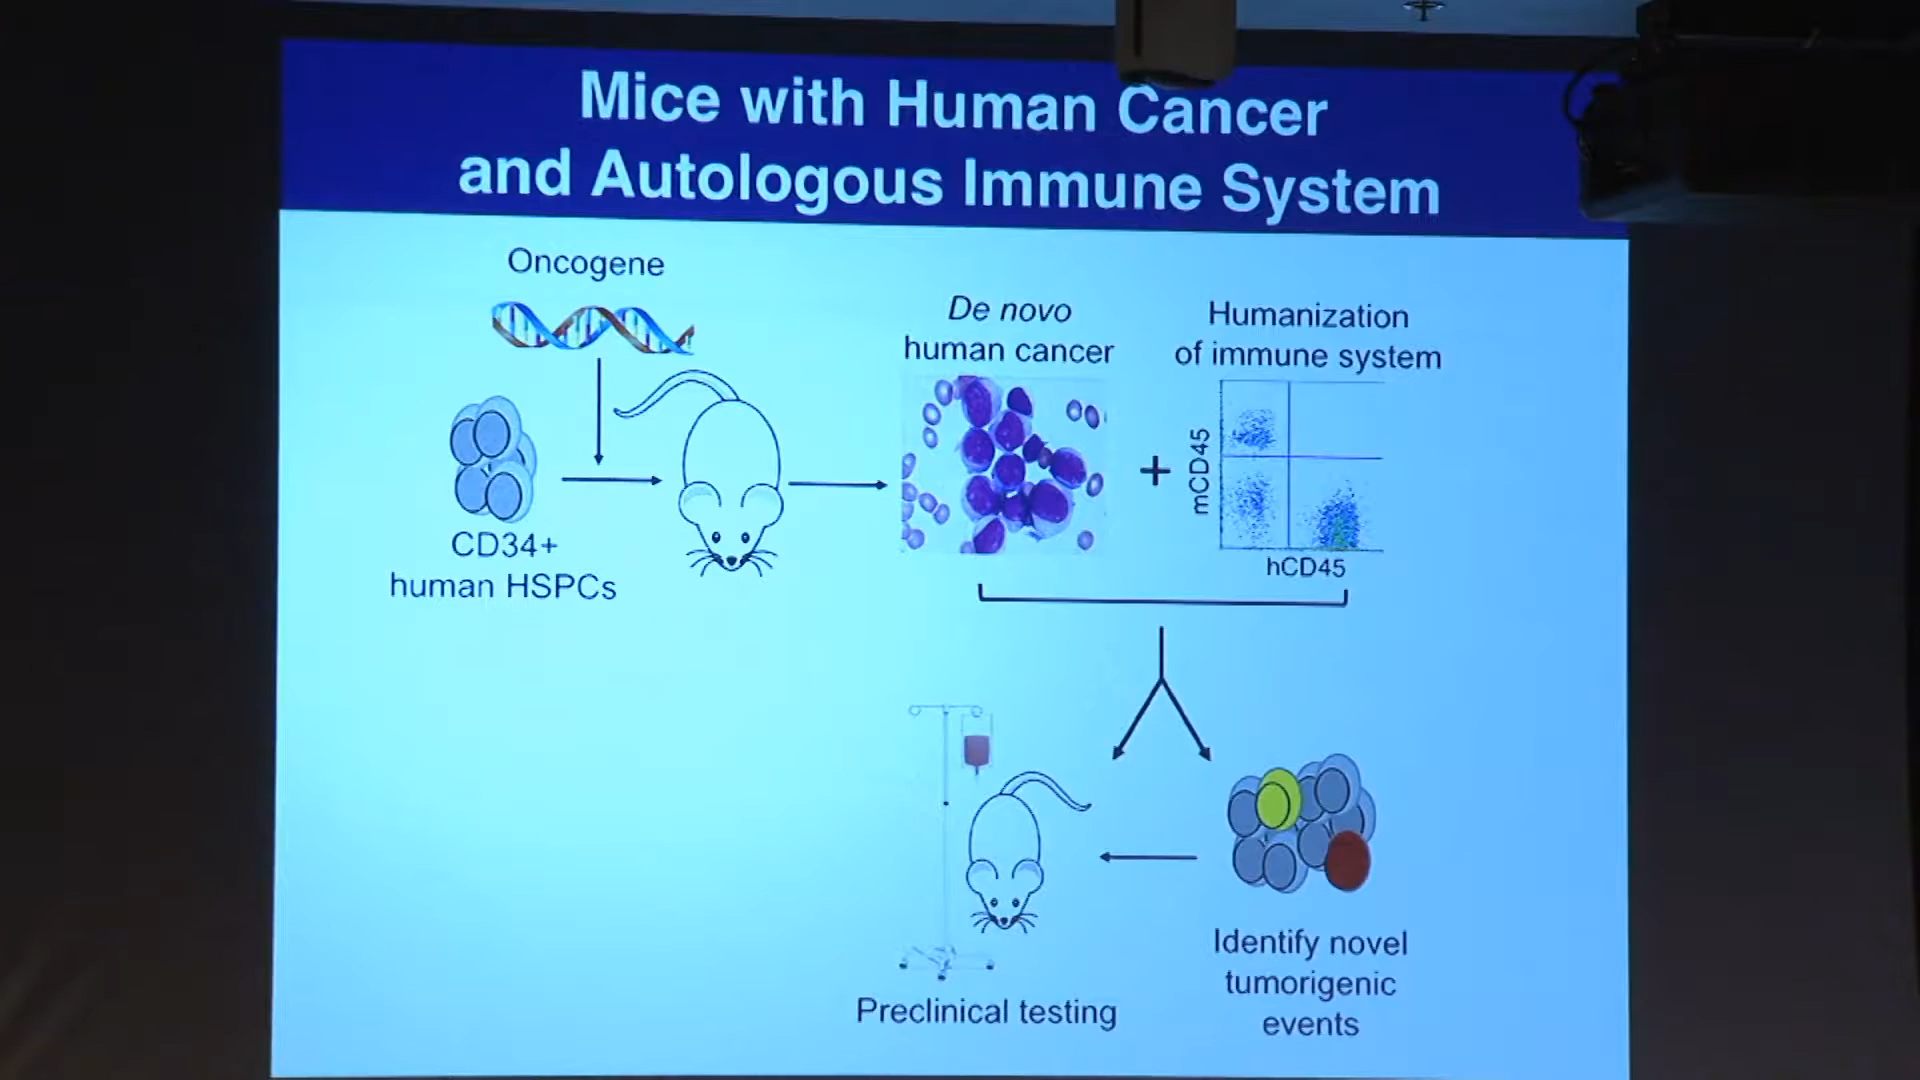 Mice with Human Cancer
and Autologous Immune System
Oncogene
CD34+
human HSPCs
De novo
human cancer
+
Humanization
of immune system
mCD45
hCD45
Preclinical testing
Identify novel
tumorigenic
events